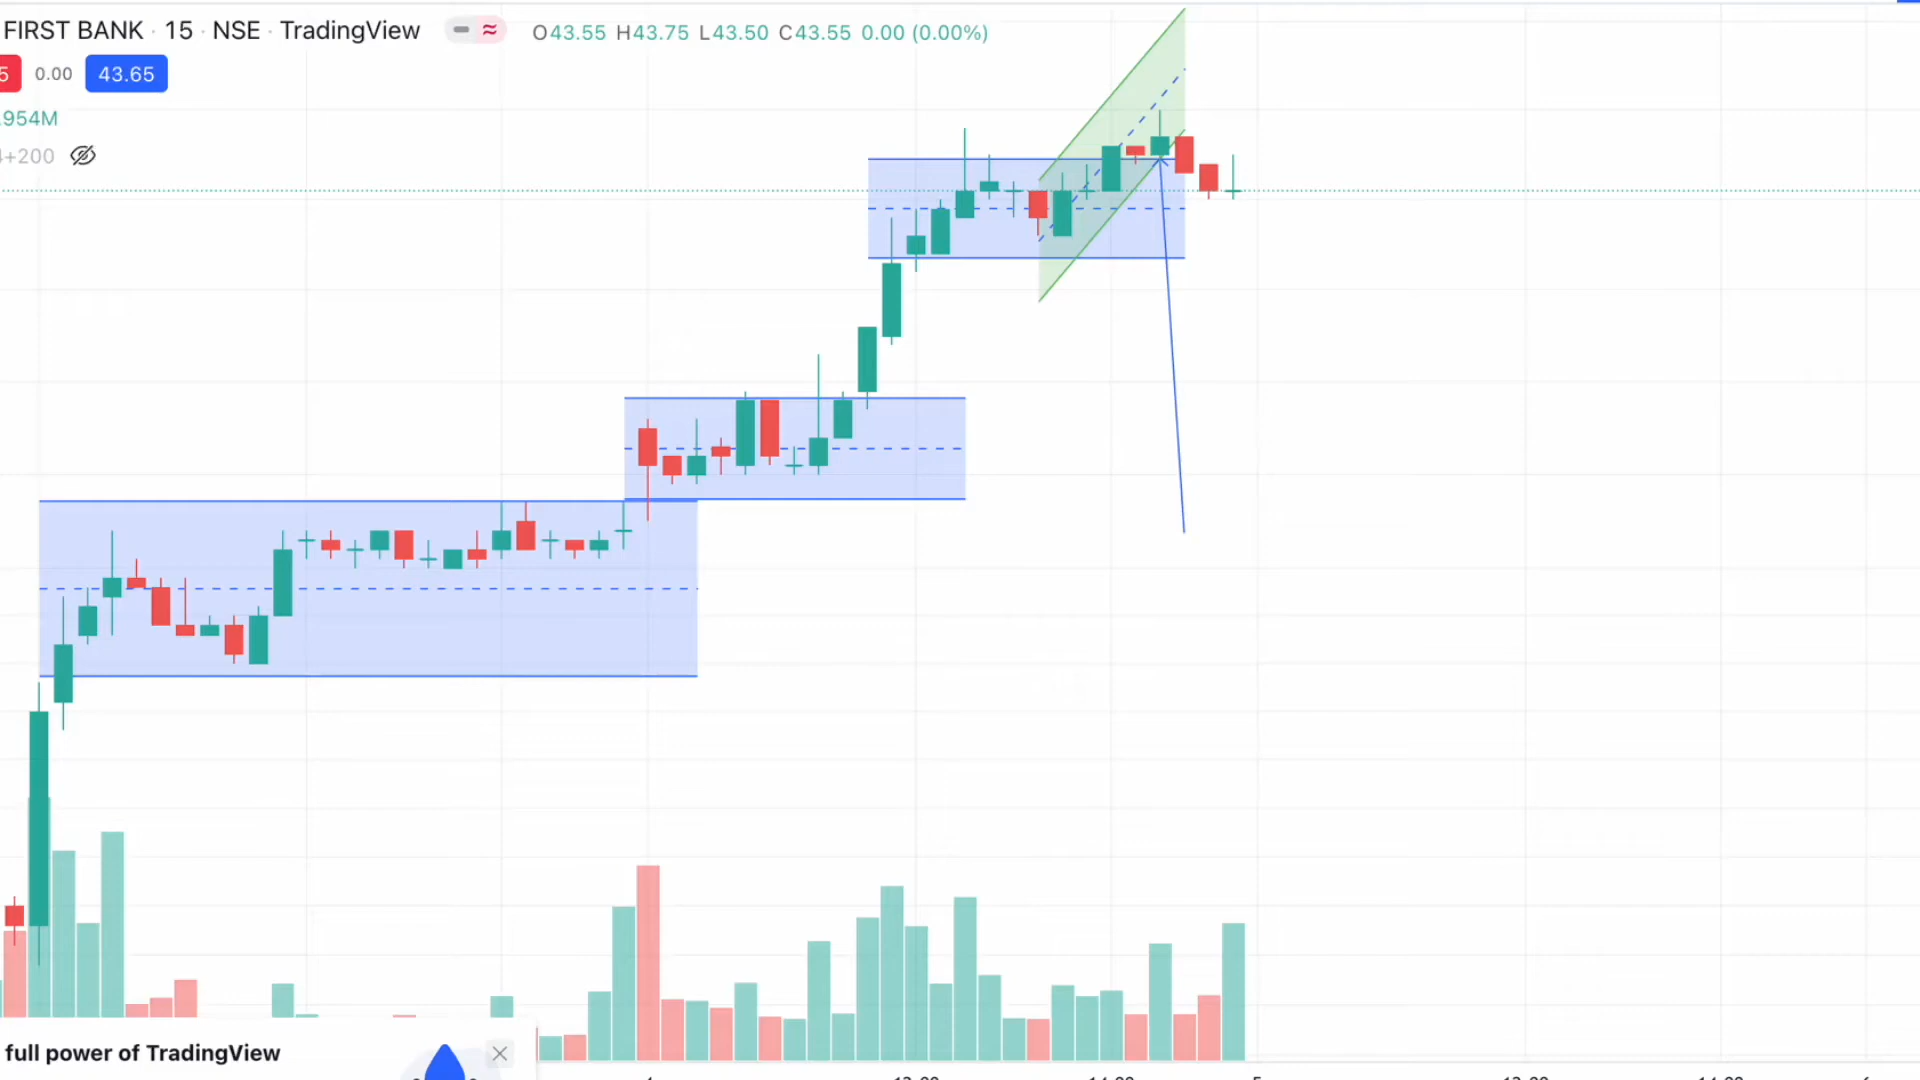 FIRST BANK · 15 · NSE · TradingView O43.55 H43.75 L43.50 C43.55 0.00 (0.00%)
5 0.00 43.65
.954M
+200
full power of TradingView